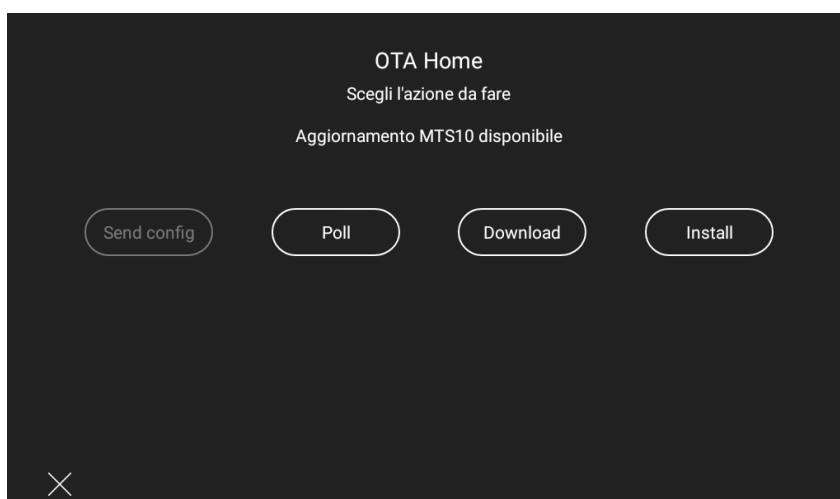 OTA Home
Scegli l'azione da fare
Aggiornamento MTS10 disponibile
Send config
Poll
Download
Install